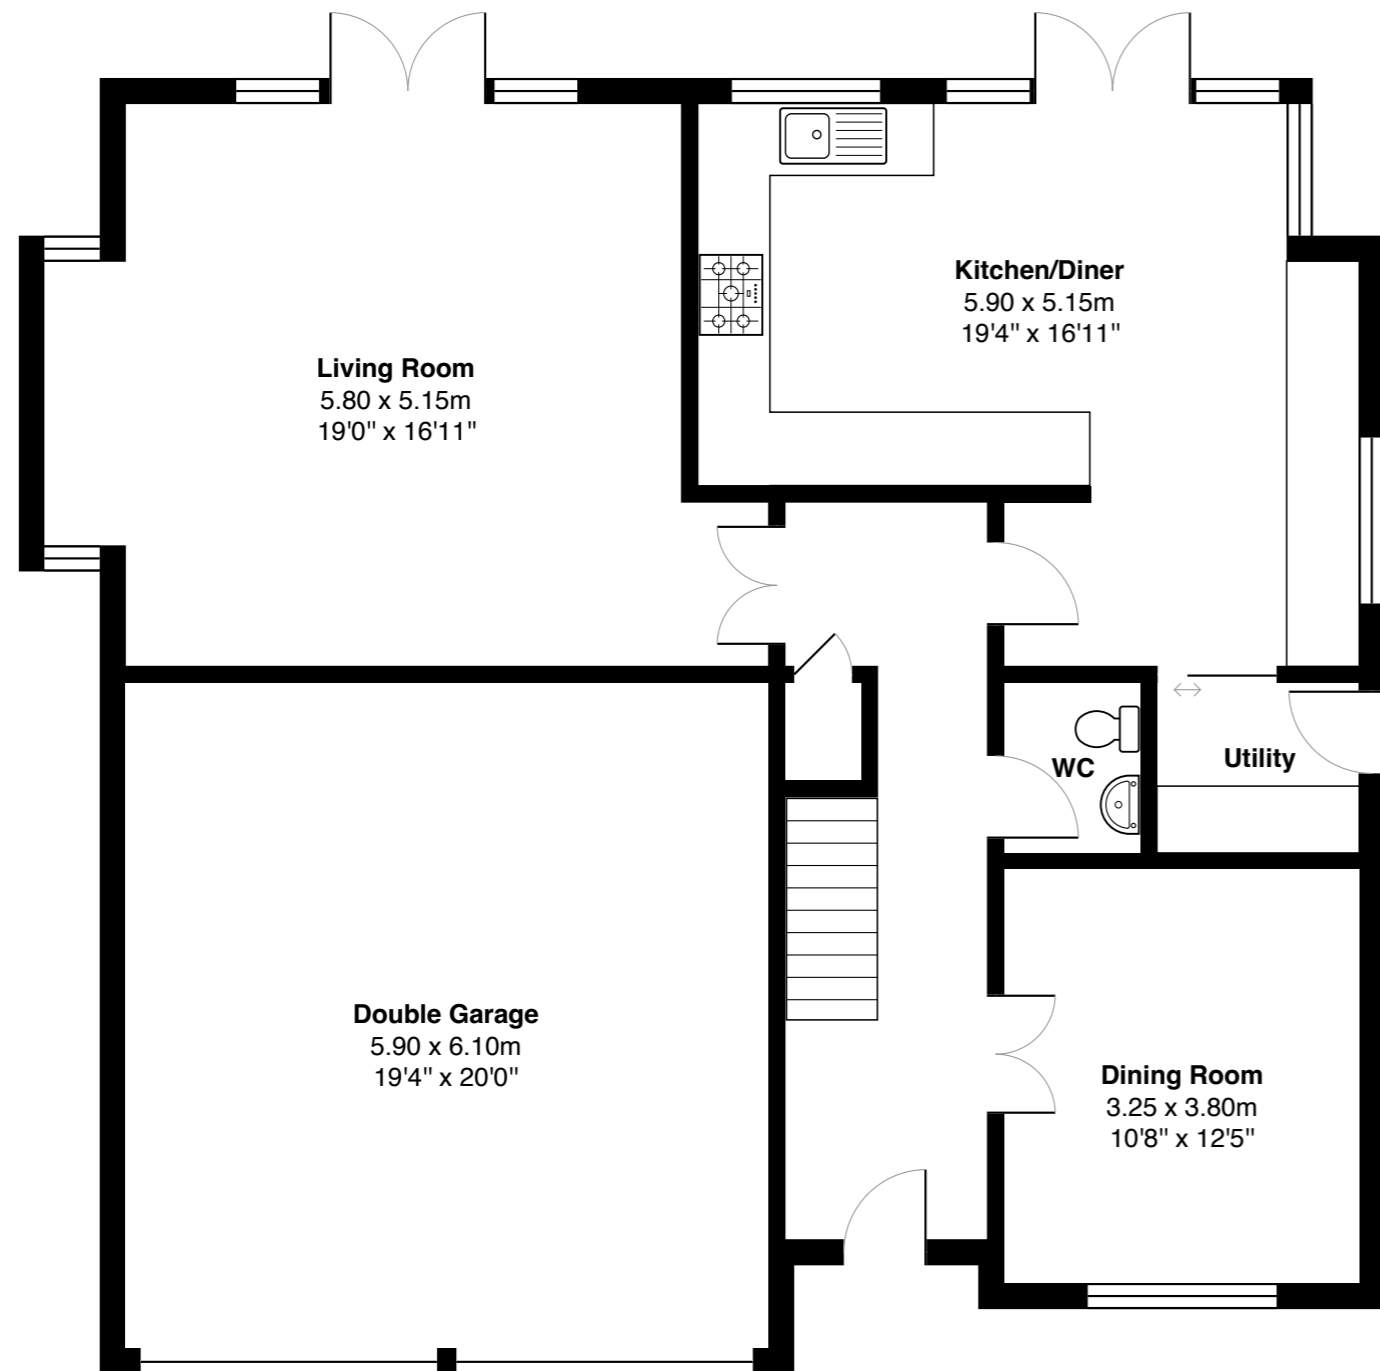 Kitchen/Diner
5.90 x 5.15m
19'4" x 16'11"
Living Room
5.80 x 5.15m
19'0" x 16'11"
WC
Utility
Double Garage
5.90 x 6.10m
19'4" x 20'0"
Dining Room
3.25 x 3.80m
10'8" x 12'5"